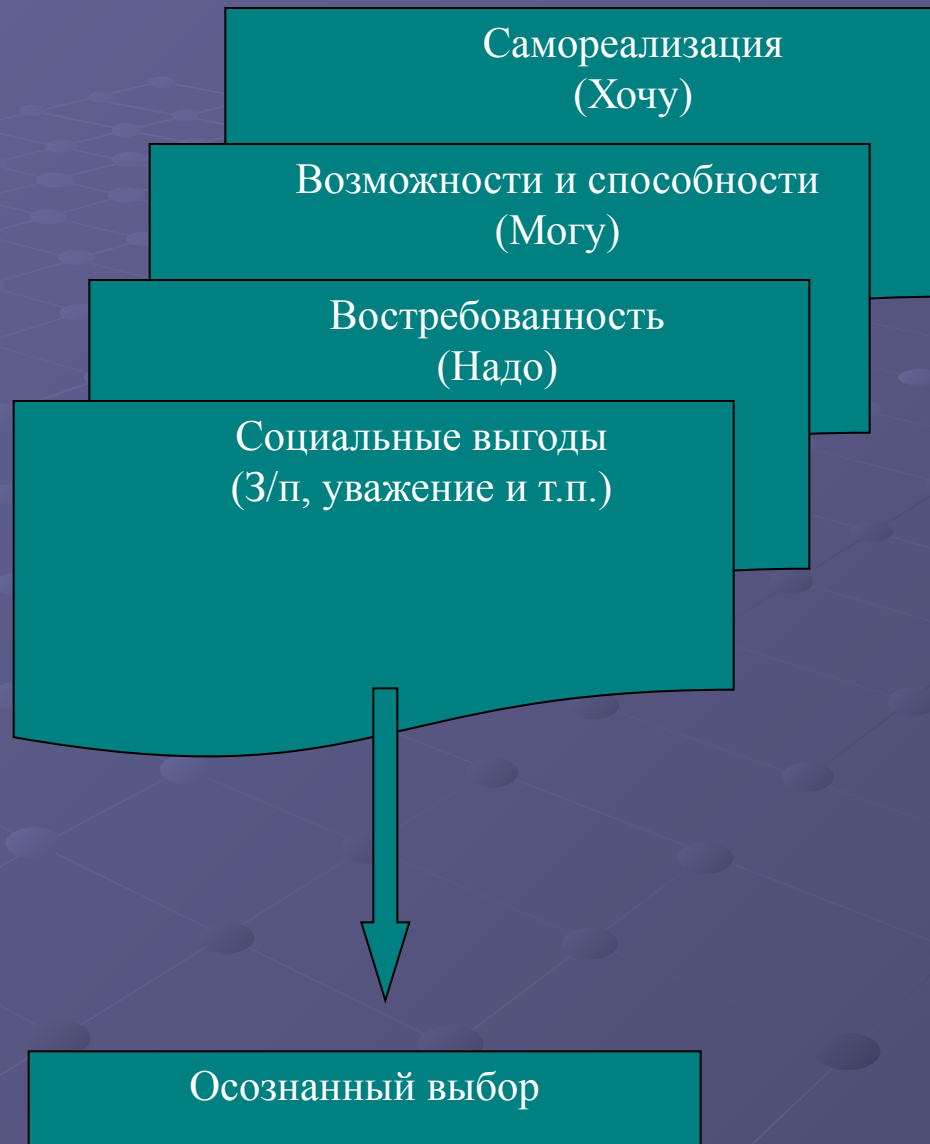 Самореализация
(Хочу)
Возможности и способности
(Могу)
Востребованность
(Надо)
Социальные выгоды
(З/п, уважение и т.п.)
Осознанный выбор